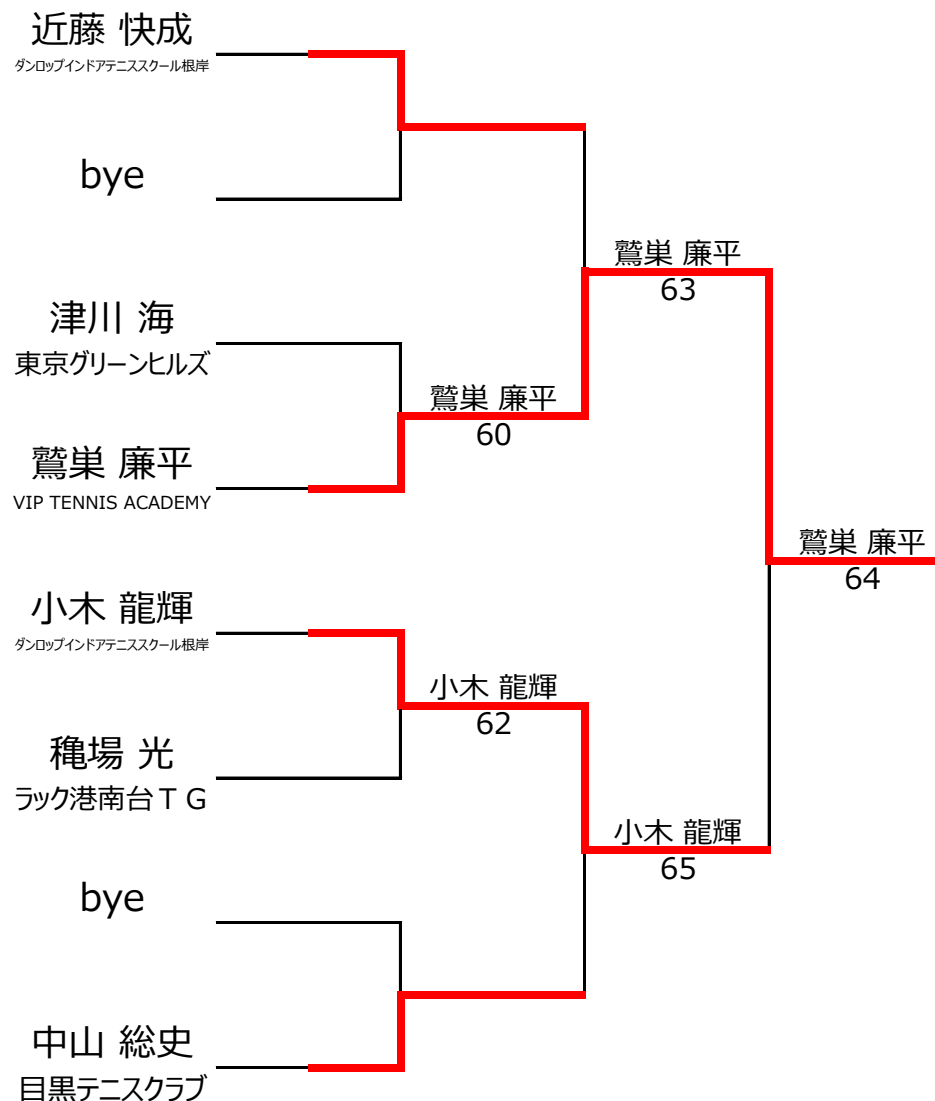 近藤 快成
ダンロップインドアテニススクール根岸
bye
津川 海
東京グリーンヒルズ
鷲巣 廉平
VIP TENNIS ACADEMY
小木 龍輝
ダンロップインドアテニススクール根岸
穐場 光
ラック港南台ＴＧ
bye
中山 総史
目黒テニスクラブ
鷲巣 廉平
60
小木 龍輝
62
鷲巣 廉平
63
小木 龍輝
65
鷲巣 廉平
64